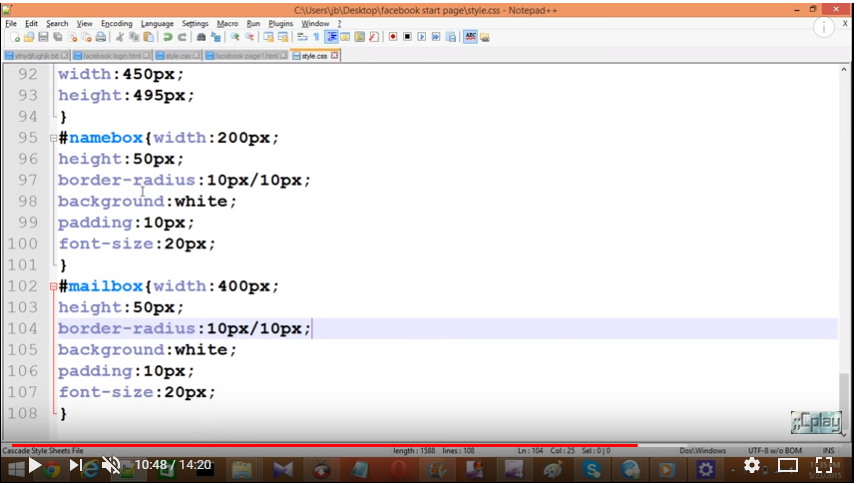 C:\Users\jb\Desktop\facebook start page\style.css - Notepad++
File Edit Search View Encoding Language Settings Macro Run Plugins Window ?
style.css facebook page1.html style.css
92 width:450px;
93 height:495px;
94 }
95 #namebox{width:200px;
96 height:50px;
97 border-radius:10px/10px;
98 background:white;
99 padding:10px;
100 font-size:20px;
101 }
102 #mailbox{width:400px;
103 height:50px;
104 border-radius:10px/10px;
105 background:white;
106 padding:10px;
107 font-size:20px;
108 }
;;Cplay
Cascade Style Sheets File length : 1588 lines : 108 Ln : 104 Col : 25 Sel : 0 | 0 Dos\Windows UTF-8 w/o BOM INS
10:48 / 14:20